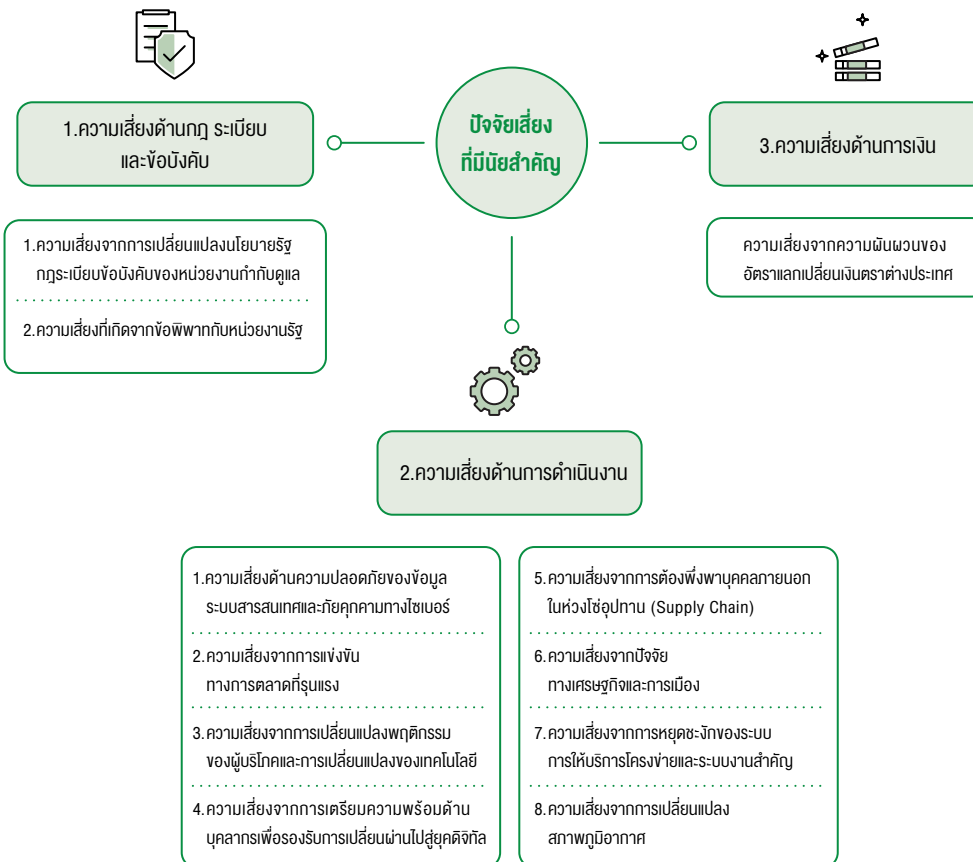 ปัจจัยเสี่ยง
ที่มีนัยสำคัญ
1.ความเสี่ยงด้านกฎ ระเบียบ
และข้อบังคับ
1.ความเสี่ยงจากการเปลี่ยนแปลงนโยบายรัฐ
กฎระเบียบข้อบังคับของหน่วยงานกำกับดูแล
2.ความเสี่ยงที่เกิดจากข้อพิพาทกับหน่วยงานรัฐ
3.ความเสี่ยงด้านการเงิน
ความเสี่ยงจากความผันผวนของ
อัตราแลกเปลี่ยนเงินตราต่างประเทศ
2.ความเสี่ยงด้านการดำเนินงาน
1.ความเสี่ยงด้านความปลอดภัยของข้อมูล
ระบบสารสนเทศและภัยคุกคามทางไซเบอร์
2.ความเสี่ยงจากการแข่งขัน
ทางการตลาดที่รุนแรง
3.ความเสี่ยงจากการเปลี่ยนแปลงพฤติกรรม
ของผู้บริโภคและการเปลี่ยนแปลงของเทคโนโลยี
4.ความเสี่ยงจากการเตรียมความพร้อมด้าน
บุคลากรเพื่อรองรับการเปลี่ยนผ่านไปสู่ยุคดิจิทัล
5.ความเสี่ยงจากการต้องพึ่งพาบุคคลภายนอก
ในห่วงโซ่อุปทาน (Supply Chain)
6.ความเสี่ยงจากปัจจัย
ทางเศรษฐกิจและการเมือง
7.ความเสี่ยงจากการหยุดชะงักของระบบ
การให้บริการโครงข่ายและระบบงานสำคัญ
8.ความเสี่ยงจากการเปลี่ยนแปลง
สภาพภูมิอากาศ